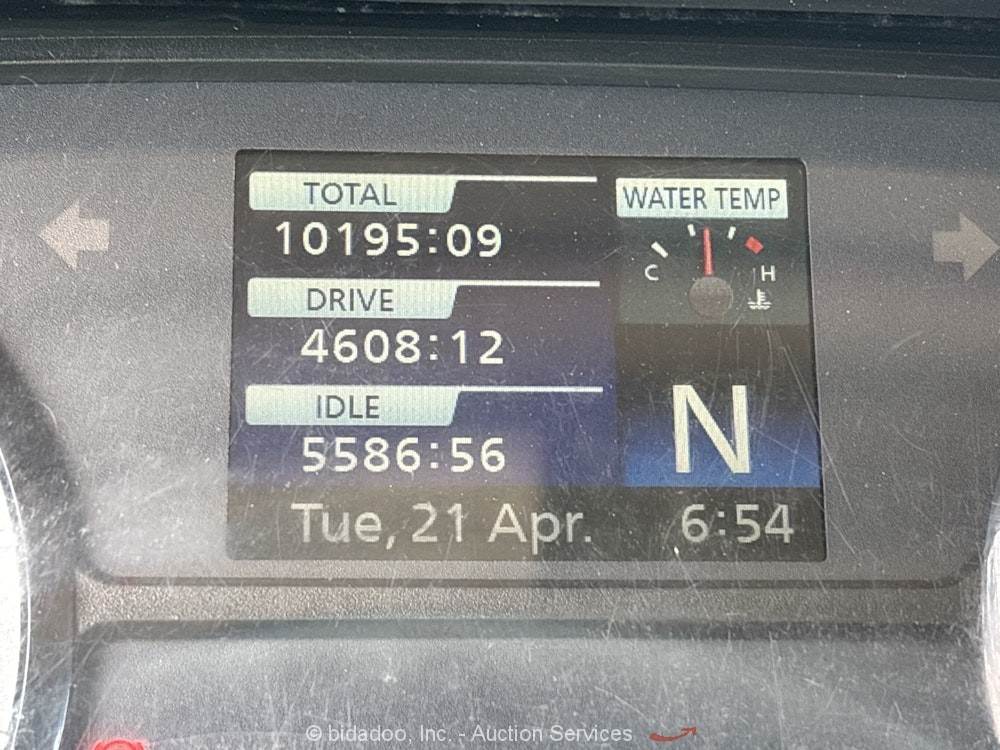 TOTAL
10195:09
DRIVE
4608:12
IDLE
5586:56
WATER TEMP
C H
N
Tue, 21 Apr. 6:54
© bidadoo, Inc. - Auction Services